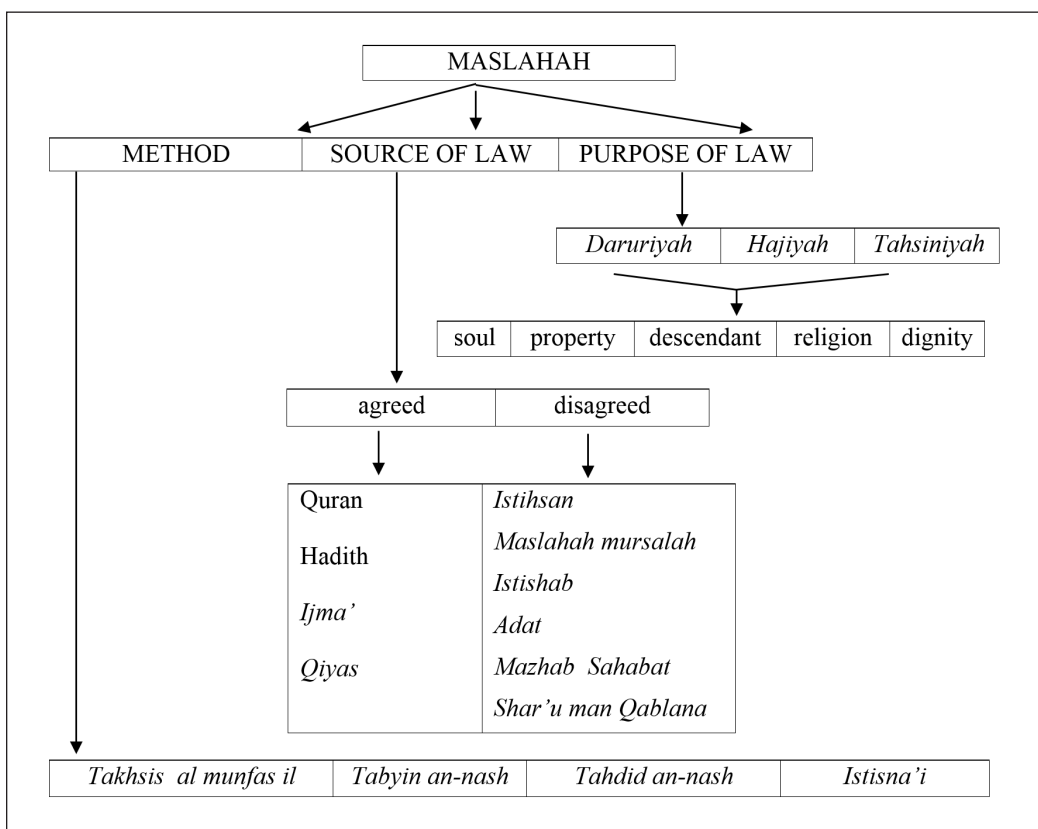 MASLAHAH
METHOD SOURCE OF LAW PURPOSE OF LAW
Daruriyah Hajiyah Tahsiniyah
soul property descendant religion dignity
agreed disagreed
Quran
Hadith
Ijma’
Qiyas
Istihsan
Maslahah mursalah
Istishab
Adat
Mazhab Sahabat
Shar’u man Qablana
Takhsis al munfas il Tabyin an-nash Tahdid an-nash Istisna’i